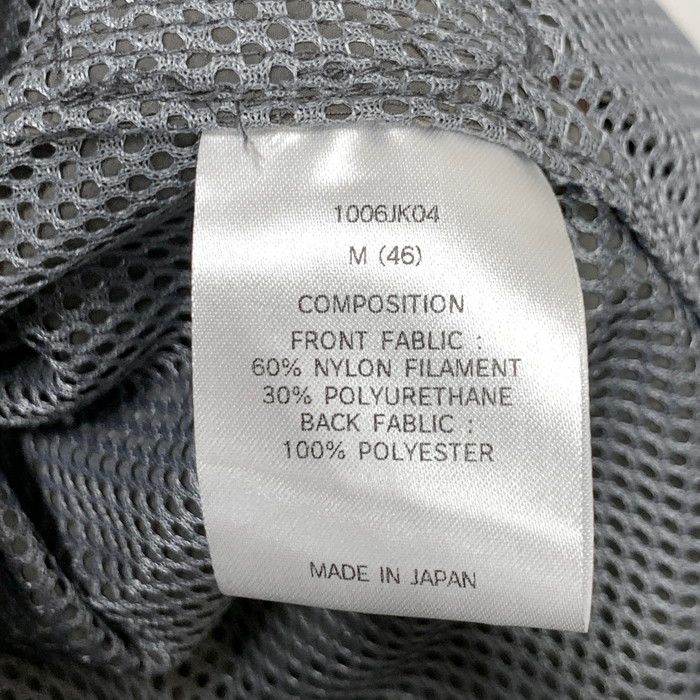 1006JK04
M (46)
COMPOSITION
FRONT FABLIC :
60% NYLON FILAMENT
30% POLYURETHANE
BACK FABLIC :
100% POLYESTER
MADE IN JAPAN